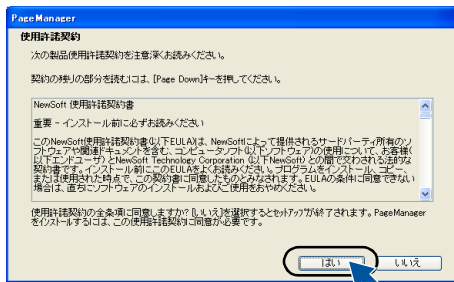 PageManager
使用許諾契約
次の製品使用許諾契約を注意深くお読みください。
契約の残りの部分を読むには、[Page Down]キーを押してください。
NewSoft 使用許諾契約書
重要 - インストール前に必ずお読みください
このNewSoft使用許諾契約書(以下EULA)は、NewSoftによって提供されるサードパーティー所有のソ
フトウェアや関連ドキュメントを含む、コンピュータソフト(以下ソフトウェア)の使用について、お客様(
以下エンドユーザ)とNewSoft Technology Corporation (以下NewSoft)との間で交わされる法的な
契約書です。インストール前にこのEULAをよくお読みください。プログラムをインストール、コピー、
または使用された時点で、この契約書に同意したものとみなされます。EULAの条件に同意できない
場合は、直ちにソフトウェアのインストールおよびご使用をおやめください。
使用許諾契約の全条項に同意しますか? [いいえ]を選択するとセットアップが終了されます。PageManager
をインストールするには、この使用許諾契約に同意が必要です。
はい いいえ